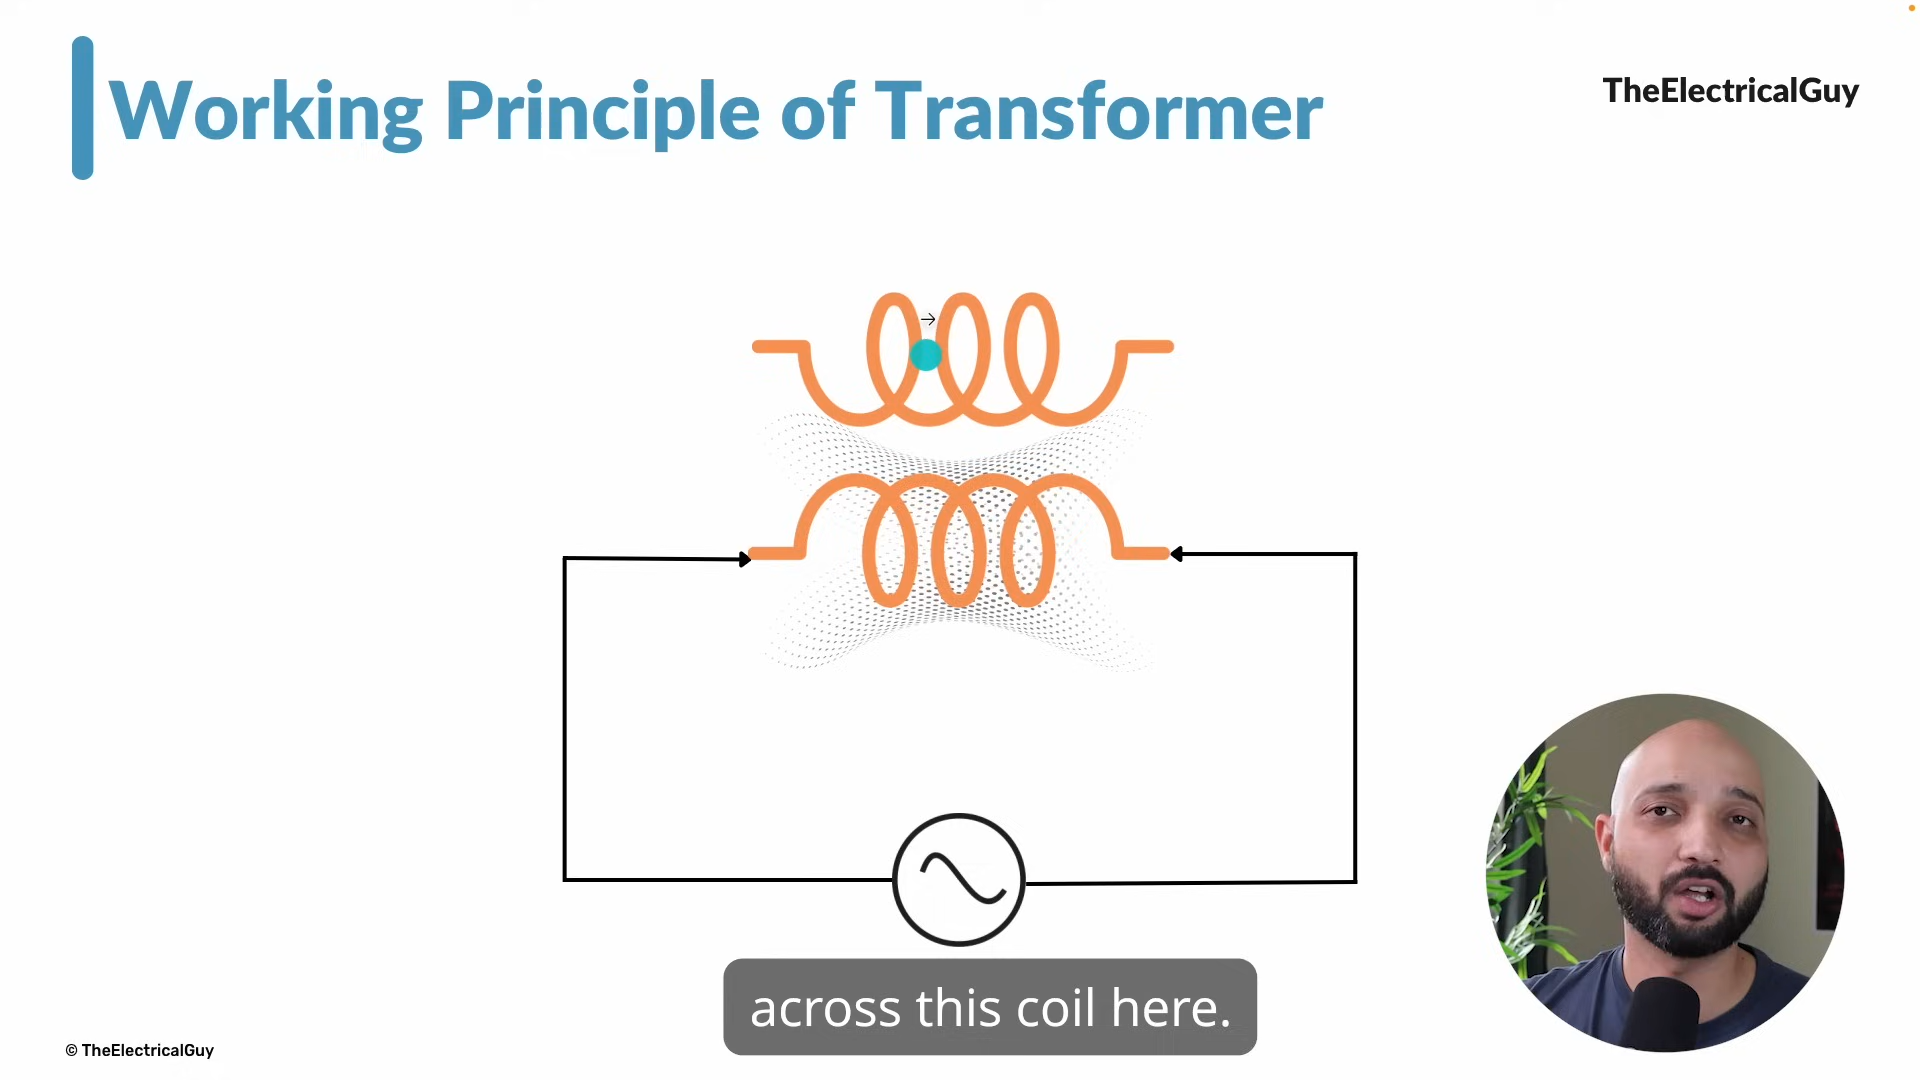 Working Principle of Transformer
TheElectricalGuy
across this coil here.
© TheElectricalGuy